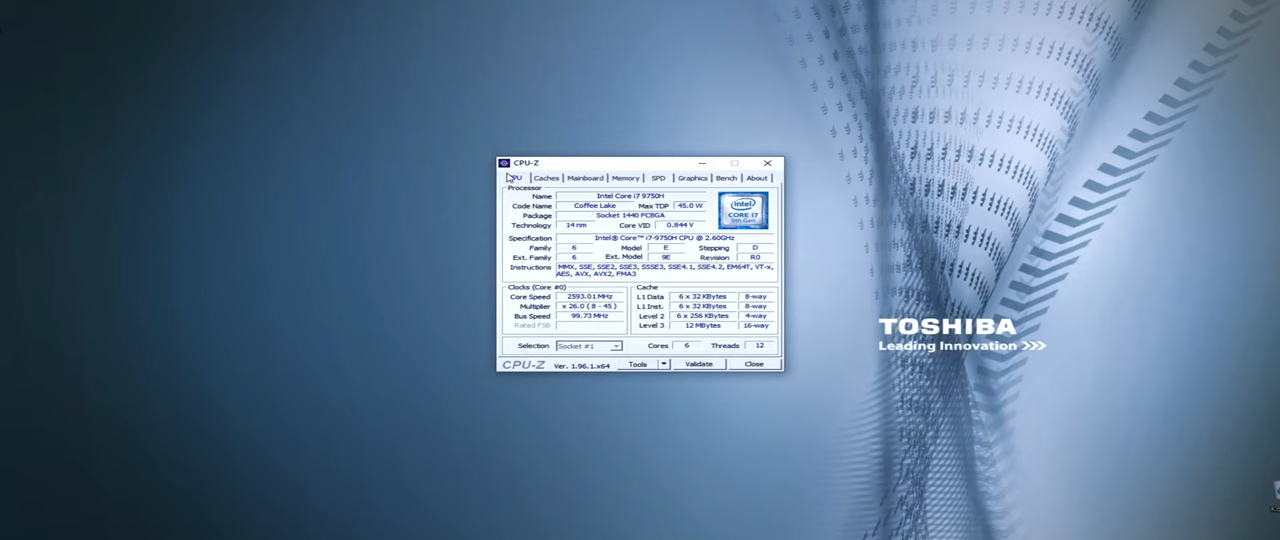 CPU-Z
Caches Mainboard Memory SPD Graphics Bench About
Processor
Name Intel Core i7 9750H
Code Name Coffee Lake Max TDP 45.0 W
Package Socket 1440 FCBGA
Technology 14 nm Core VID 0.844 V
intel
CORE i7
9th Gen
Specification Intel® Core™ i7-9750H CPU @ 2.60GHz
Family 6 Model E Stepping D
Ext. Family 6 Ext. Model 9E Revision R0
Instructions MMX, SSE, SSE2, SSE3, SSSE3, SSE4.1, SSE4.2, EM64T, VT-x,
AES, AVX, AVX2, FMA3
Clocks (Core #0) Cache
Core Speed 2593.01 MHz L1 Data 6 x 32 KBytes 8-way
Multiplier x 26.0 ( 8 - 45 ) L1 Inst. 6 x 32 KBytes 8-way
Bus Speed 99.73 MHz Level 2 6 x 256 KBytes 4-way
Rated FSB Level 3 12 MBytes 16-way
Selection Socket #1 Cores 6 Threads 12
CPU-Z Ver. 1.96.1.x64 Tools Validate Close
TOSHIBA
Leading Innovation >>>